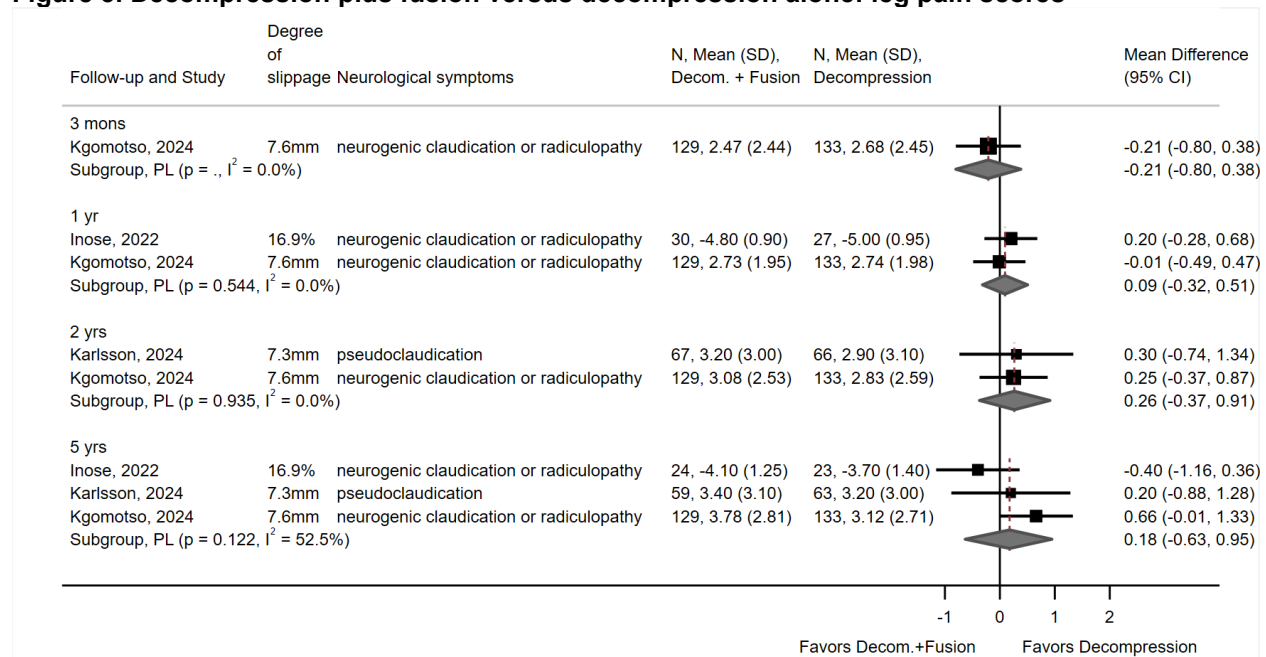 Figure 3. Decompression plus fusion versus decompression alone: leg pain scores
Degree
of
slippage
Follow-up and Study Neurological symptoms N, Mean (SD), Decom. + Fusion N, Mean (SD), Decompression Mean Difference (95% CI)
3 mons
Kgomotso, 2024 7.6mm neurogenic claudication or radiculopathy 129, 2.47 (2.44) 133, 2.68 (2.45) -0.21 (-0.80, 0.38)
Subgroup, PL (p = ., I² = 0.0%) -0.21 (-0.80, 0.38)
1 yr
Inose, 2022 16.9% neurogenic claudication or radiculopathy 30, -4.80 (0.90) 27, -5.00 (0.95) 0.20 (-0.28, 0.68)
Kgomotso, 2024 7.6mm neurogenic claudication or radiculopathy 129, 2.73 (1.95) 133, 2.74 (1.98) -0.01 (-0.49, 0.47)
Subgroup, PL (p = 0.544, I² = 0.0%) 0.09 (-0.32, 0.51)
2 yrs
Karlsson, 2024 7.3mm pseudoclaudication 67, 3.20 (3.00) 66, 2.90 (3.10) 0.30 (-0.74, 1.34)
Kgomotso, 2024 7.6mm neurogenic claudication or radiculopathy 129, 3.08 (2.53) 133, 2.83 (2.59) 0.25 (-0.37, 0.87)
Subgroup, PL (p = 0.935, I² = 0.0%) 0.26 (-0.37, 0.91)
5 yrs
Inose, 2022 16.9% neurogenic claudication or radiculopathy 24, -4.10 (1.25) 23, -3.70 (1.40) -0.40 (-1.16, 0.36)
Karlsson, 2024 7.3mm pseudoclaudication 59, 3.40 (3.10) 63, 3.20 (3.00) 0.20 (-0.88, 1.28)
Kgomotso, 2024 7.6mm neurogenic claudication or radiculopathy 129, 3.78 (2.81) 133, 3.12 (2.71) 0.66 (-0.01, 1.33)
Subgroup, PL (p = 0.122, I² = 52.5%) 0.18 (-0.63, 0.95)
-1 0 1 2
Favors Decom.+Fusion Favors Decompression